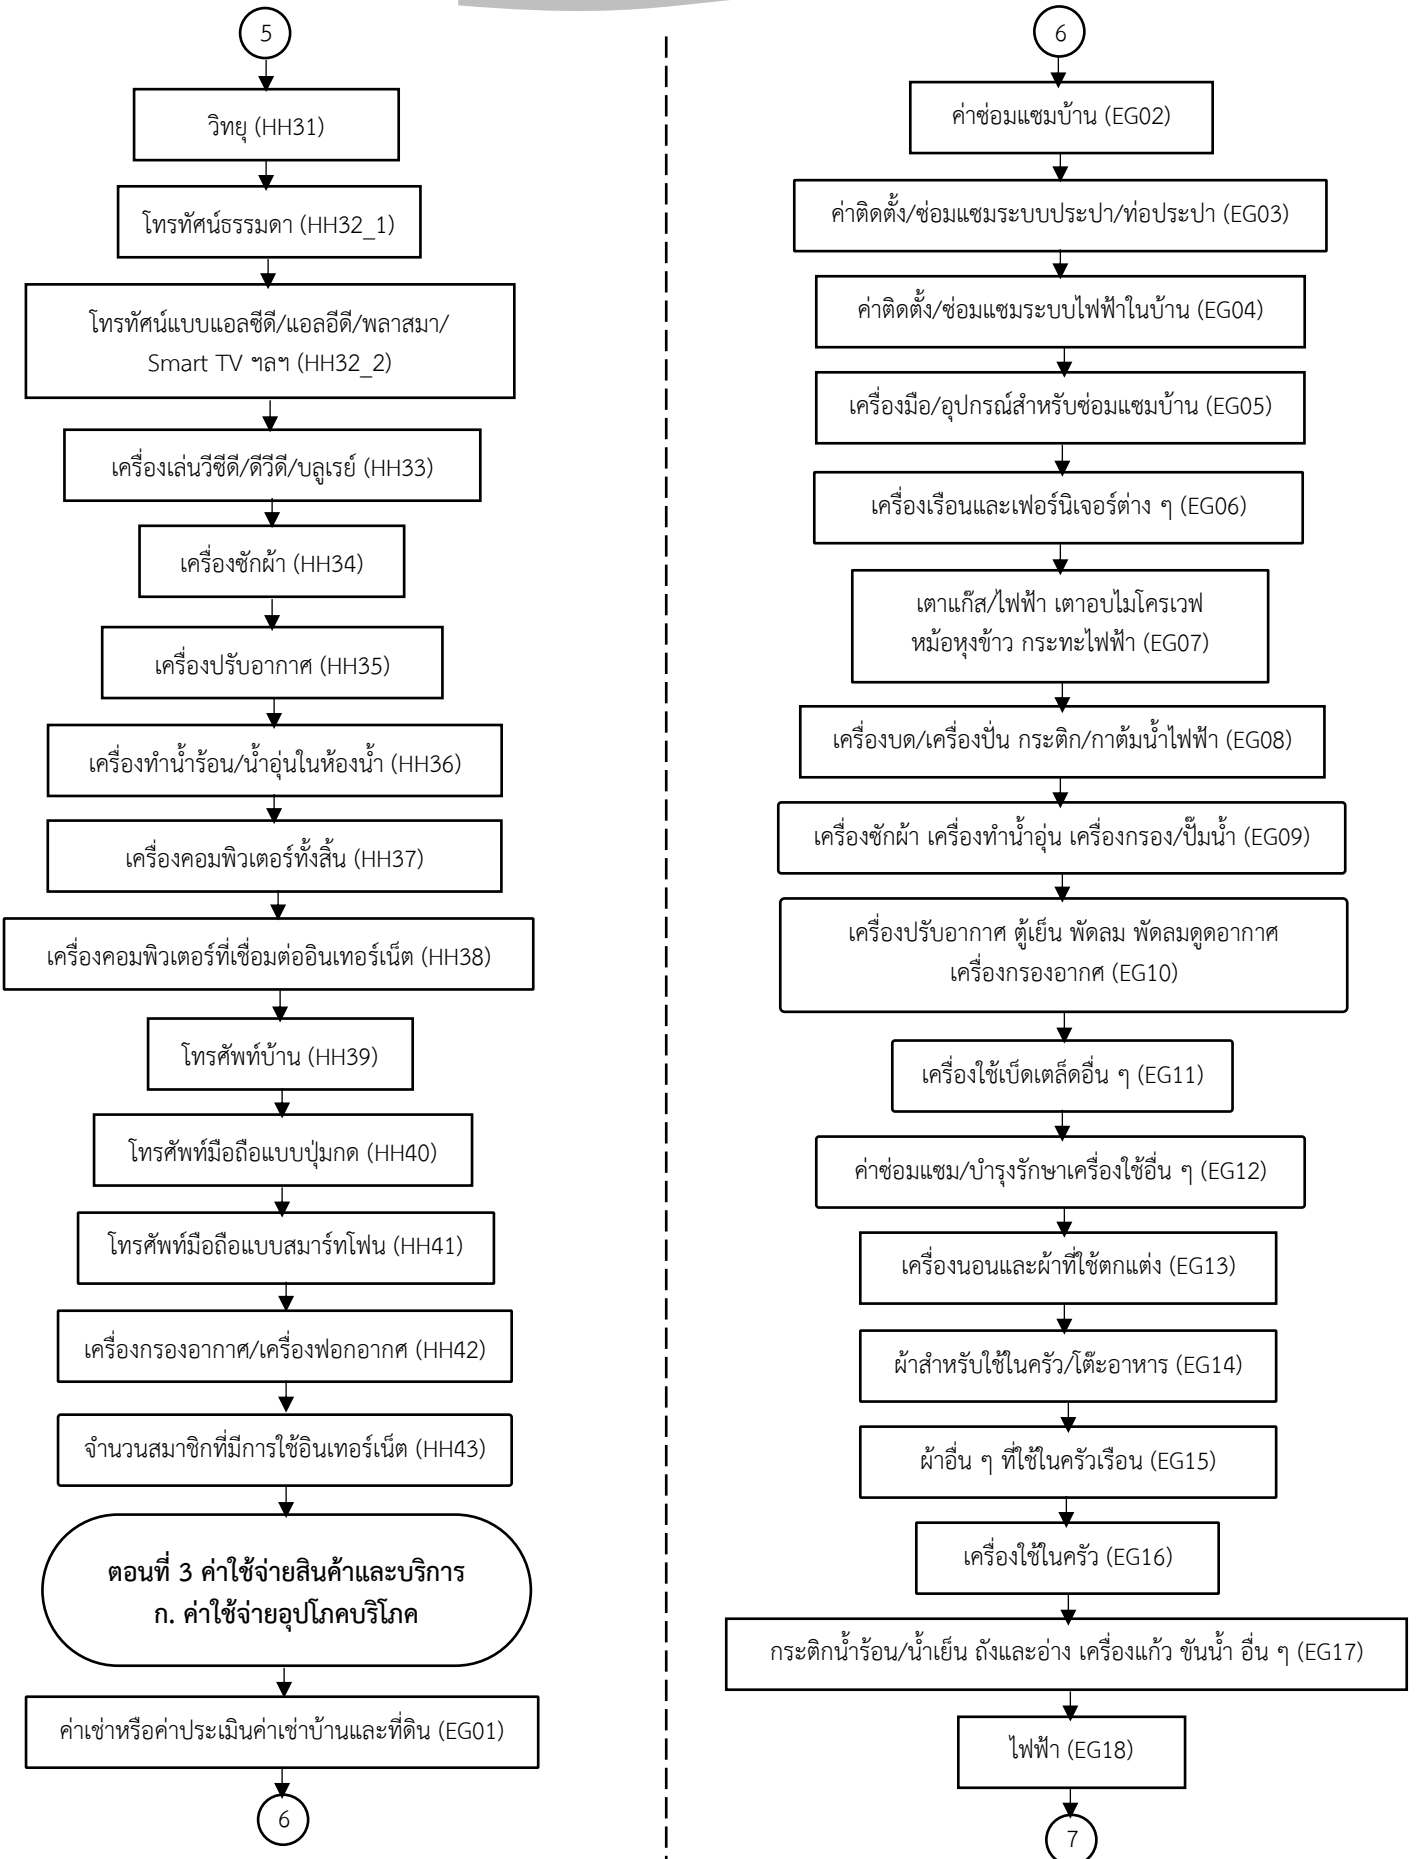 5
วิทยุ (HH31)
โทรทัศน์ธรรมดา (HH32_1)
โทรทัศน์แบบแอลซีดี/แอลอีดี/พลาสมา/
Smart TV ฯลฯ (HH32_2)
เครื่องเล่นวีซีดี/ดีวีดี/บลูเรย์ (HH33)
เครื่องซักผ้า (HH34)
เครื่องปรับอากาศ (HH35)
เครื่องทำน้ำร้อน/น้ำอุ่นในห้องน้ำ (HH36)
เครื่องคอมพิวเตอร์ทั้งสิ้น (HH37)
เครื่องคอมพิวเตอร์ที่เชื่อมต่ออินเทอร์เน็ต (HH38)
โทรศัพท์บ้าน (HH39)
โทรศัพท์มือถือแบบปุ่มกด (HH40)
โทรศัพท์มือถือแบบสมาร์ทโฟน (HH41)
เครื่องกรองอากาศ/เครื่องฟอกอากาศ (HH42)
จำนวนสมาชิกที่มีการใช้อินเทอร์เน็ต (HH43)
ตอนที่ 3 ค่าใช้จ่ายสินค้าและบริการ
ก. ค่าใช้จ่ายอุปโภคบริโภค
ค่าเช่าหรือค่าประเมินค่าเช่าบ้านและที่ดิน (EG01)
6
6
ค่าซ่อมแซมบ้าน (EG02)
ค่าติดตั้ง/ซ่อมแซมระบบประปา/ท่อประปา (EG03)
ค่าติดตั้ง/ซ่อมแซมระบบไฟฟ้าในบ้าน (EG04)
เครื่องมือ/อุปกรณ์สำหรับซ่อมแซมบ้าน (EG05)
เครื่องเรือนและเฟอร์นิเจอร์ต่าง ๆ (EG06)
เตาแก๊ส/ไฟฟ้า เตาอบไมโครเวฟ
หม้อหุงข้าว กระทะไฟฟ้า (EG07)
เครื่องบด/เครื่องปั่น กระติก/กาต้มน้ำไฟฟ้า (EG08)
เครื่องซักผ้า เครื่องทำน้ำอุ่น เครื่องกรอง/ปั๊มน้ำ (EG09)
เครื่องปรับอากาศ ตู้เย็น พัดลม พัดลมดูดอากาศ
เครื่องกรองอากาศ (EG10)
เครื่องใช้เบ็ดเตล็ดอื่น ๆ (EG11)
ค่าซ่อมแซม/บำรุงรักษาเครื่องใช้อื่น ๆ (EG12)
เครื่องนอนและผ้าที่ใช้ตกแต่ง (EG13)
ผ้าสำหรับใช้ในครัว/โต๊ะอาหาร (EG14)
ผ้าอื่น ๆ ที่ใช้ในครัวเรือน (EG15)
เครื่องใช้ในครัว (EG16)
กระติกน้ำร้อน/น้ำเย็น ถังและอ่าง เครื่องแก้ว ขันน้ำ อื่น ๆ (EG17)
ไฟฟ้า (EG18)
7